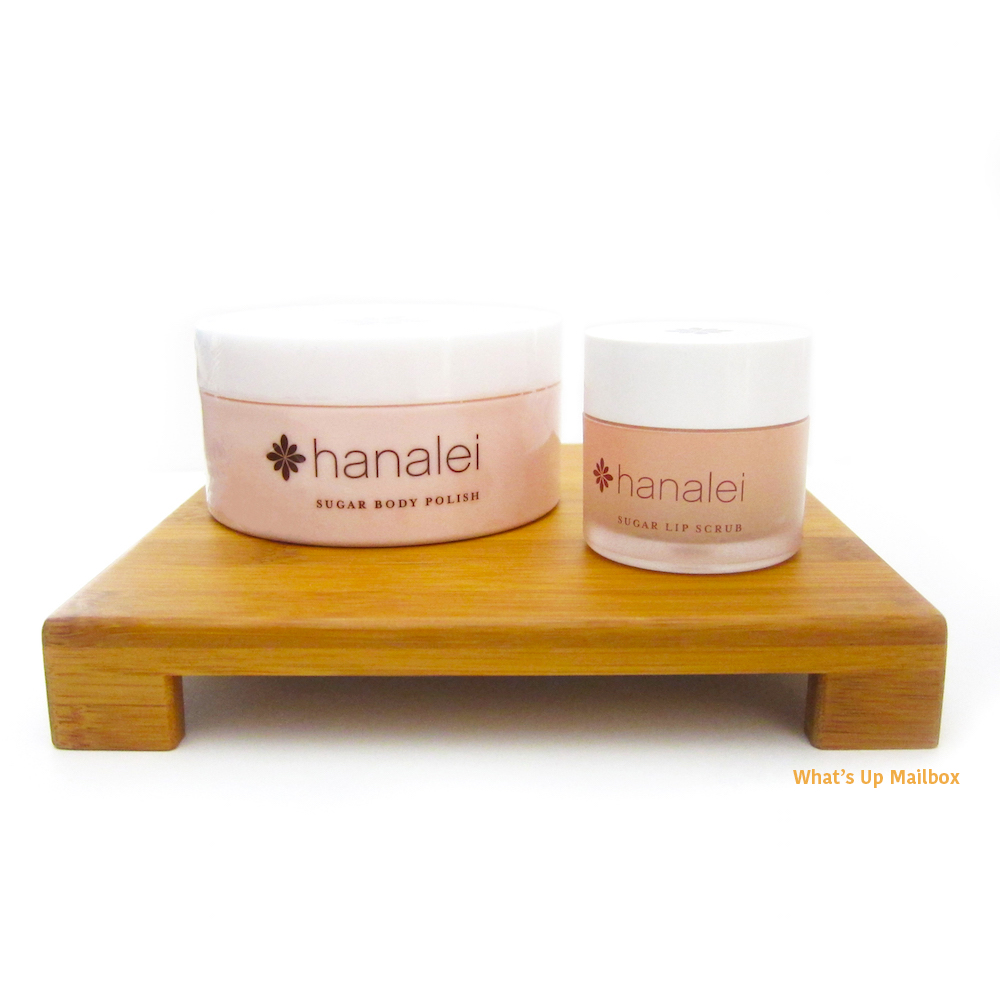 hanalei
SUGAR BODY POLISH
hanalei
SUGAR LIP SCRUB
What's Up Mailbox